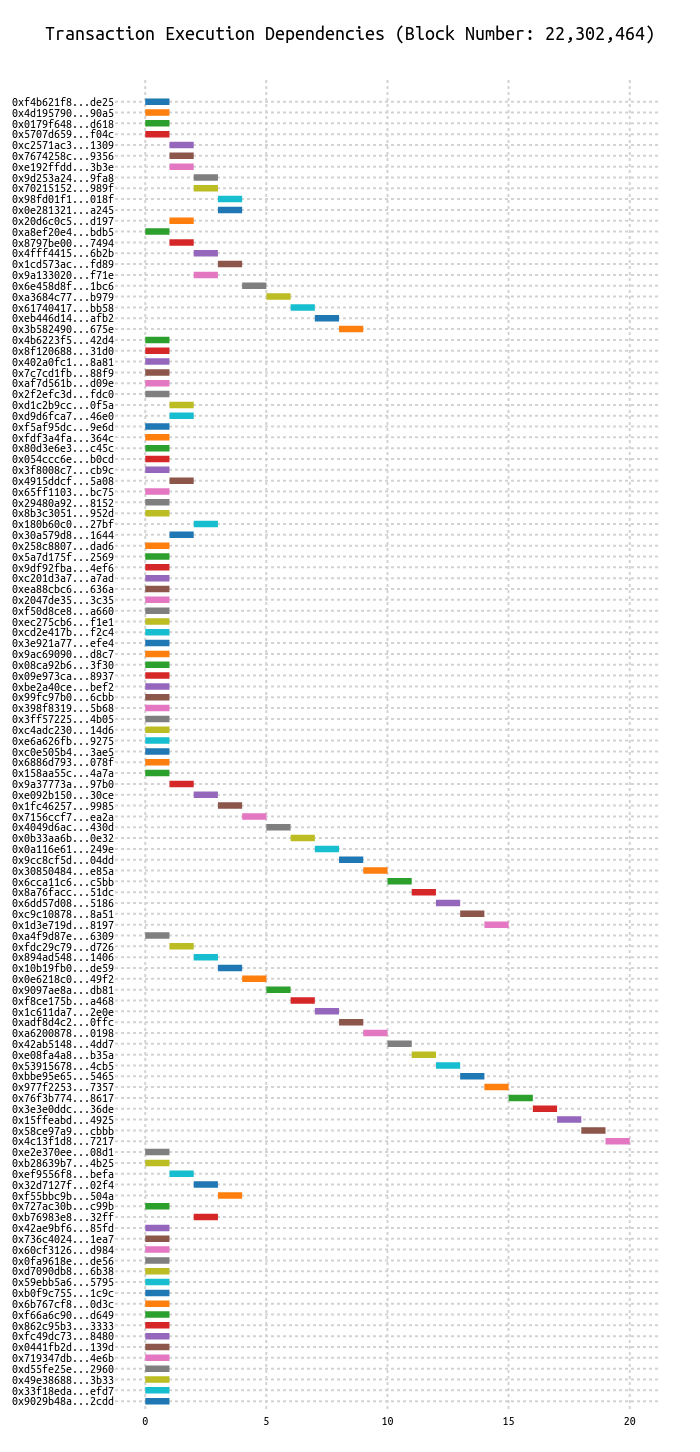 Transaction Execution Dependencies (Block Number: 22,302,464)
0xf4b621f8...de25
0x4d195790...90a5
0x0179f648...d618
0x5707d659...f04c
0xc2571ac3...1309
0x7674258c...9356
0xe192ffdd...3b3e
0x9d253a24...9fa8
0x70215152...989f
0x98fd01f1...018f
0x0e281321...a245
0x20d6c0c5...d197
0xa8ef20e4...bdb5
0x8797be00...7494
0x4fff4415...6b2b
0x1cd573ac...fd89
0x9a133020...f71e
0x6e458d8f...1bc6
0xa3684c77...b979
0x61740417...bb58
0xeb446d14...afb2
0x3b582490...675e
0x4b6223f5...42d4
0x8f120688...31d0
0x402a0fc1...8a81
0x7c7cd1fb...88f9
0xaf7d561b...d09e
0x2f2efc3d...fdc0
0xd1c2b9cc...0f5a
0xd9d6fca7...46e0
0xf5af95dc...9e6d
0xfdf3a4fa...364c
0x80d3e6e3...c45c
0x054ccc6e...b0cd
0x3f8008c7...cb9c
0x4915ddcf...5a08
0x65ff1103...bc75
0x29480a92...8152
0x8b3c3051...952d
0x180b60c0...27bf
0x30a579d8...1644
0x258c8807...dad6
0x5a7d175f...2569
0x9df92fba...4ef6
0xc201d3a7...a7ad
0xea88cbc6...636a
0x2047de35...3c35
0xf50d8ce8...a660
0xec275cb6...f1e1
0xcd2e417b...f2c4
0x3e921a77...efe4
0x9ac69090...d8c7
0x08ca92b6...3f30
0x09e973ca...8937
0xbe2a40ce...bef2
0x99fc97b0...6cbb
0x398f8319...5b68
0x3ff57225...4b05
0xc4adc230...14d6
0xe6a626fb...9275
0xc0e505b4...3ae5
0x6886d793...078f
0x158aa55c...4a7a
0x9a37773a...97b0
0xe092b150...30ce
0x1fc46257...9985
0x7156ccf7...ea2a
0x4049d6ac...430d
0x0b33aa6b...0e32
0x0a116e61...249e
0x9cc8cf5d...04dd
0x30850484...e85a
0x6cca11c6...c5bb
0x8a76facc...51dc
0x6dd57d08...5186
0xc9c10878...8a51
0x1d3e719d...8197
0xa4f9d87e...6309
0xfdc29c79...d726
0x894ad548...1406
0x10b19fb0...de59
0x0e6218c0...49f2
0x9097ae8a...db81
0xf8ce175b...a468
0x1c611da7...2e0e
0xadf8d4c2...0ffc
0xa6200878...0198
0x42ab5148...4dd7
0xe08fa4a8...b35a
0x53915678...4cb5
0xbbe95e65...5465
0x977f2253...7357
0x76f3b774...8617
0x3e3e0ddc...36de
0x15ffeabd...4925
0x58ce97a9...cbbb
0x4c13f1d8...7217
0xe2e370ee...08d1
0xb28639b7...4b25
0xef9556f8...befa
0x32d7127f...02f4
0xf55bbc9b...504a
0x727ac30b...c99b
0xb76983e8...32ff
0x42ae9bf6...85fd
0x736c4024...1ea7
0x60cf3126...d984
0x0fa9618e...de56
0xd7090db8...6b38
0x59ebb5a6...5795
0xb0f9c755...1c9c
0x6b767cf8...0d3c
0xf66a6c90...d649
0x862c95b3...3333
0xfc49dc73...8480
0x0441fb2d...139d
0x719347db...4e6b
0xd55fe25e...2960
0x49e38688...3b33
0x33f18eda...efd7
0x9029b48a...2cdd
0 5 10 15 20